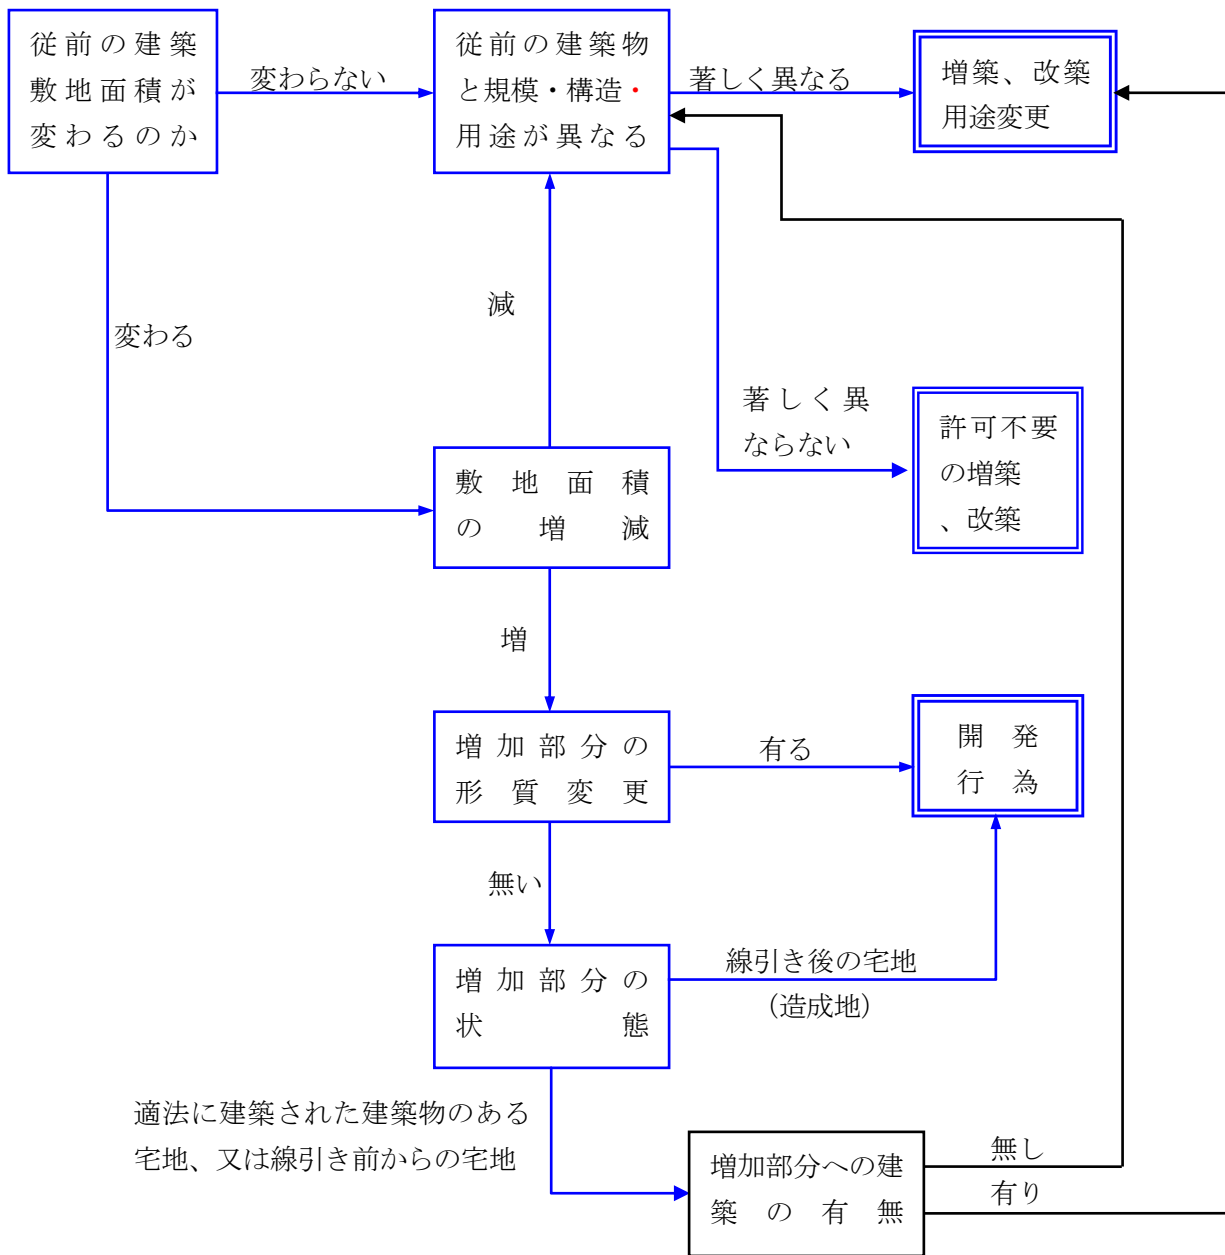 従前の建築
敷地面積が
変わるのか
変わらない
従前の建築物
と規模・構造・
用途が異なる
著しく異なる
増築、改築
用途変更
変わる
減
著しく異
ならない
許可不要
の増築
、改築
敷地面積
の増減
増
増加部分の
形質変更
有る
開発
行為
無い
増加部分の
状態
線引き後の宅地
（造成地）
適法に建築された建築物のある
宅地、又は線引き前からの宅地
増加部分への建
築の有無
無し
有り